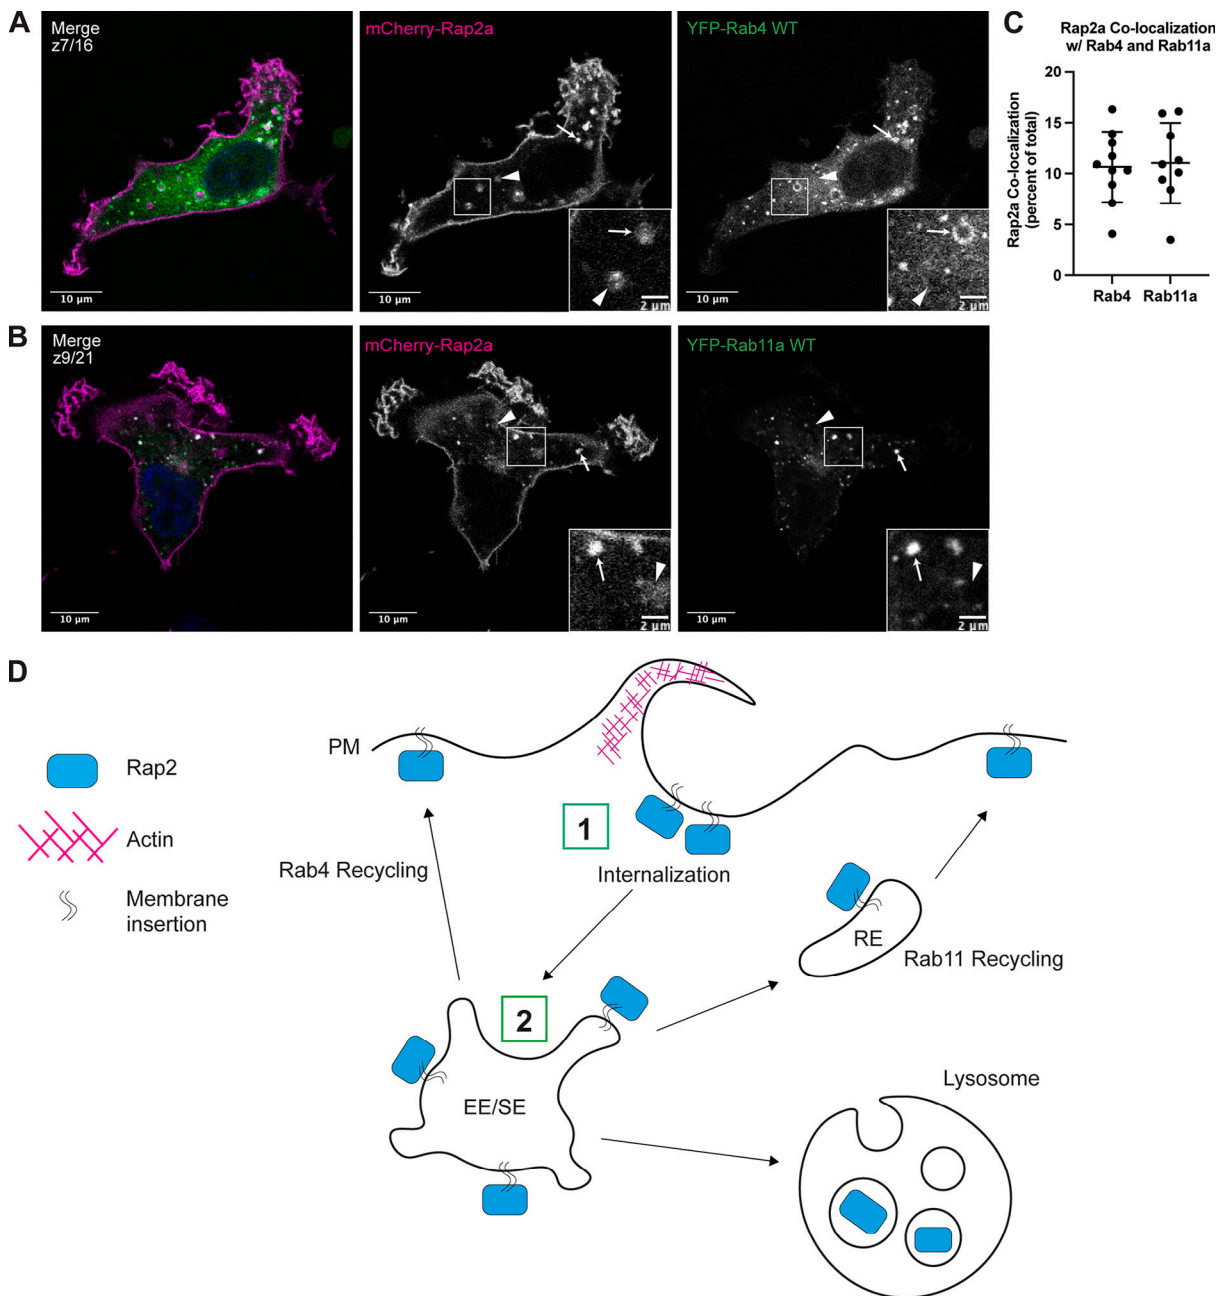 A
Merge
z7/16
10 µm
mCherry-Rap2a
10 µm
2 µm
YFP-Rab4 WT
10 µm
2 µm
B
Merge
z9/21
10 µm
mCherry-Rap2a
10 µm
2 µm
YFP-Rab11a WT
10 µm
2 µm
C
Rap2a Co-localization
w/ Rab4 and Rab11a
Rap2a Co-localization
(percent of total)
20
15
10
5
0
Rab4
Rab11a
D
PM
Rap2
Actin
Membrane
insertion
1
Internalization
Rab4 Recycling
2
EE/SE
RE
Rab11 Recycling
Lysosome